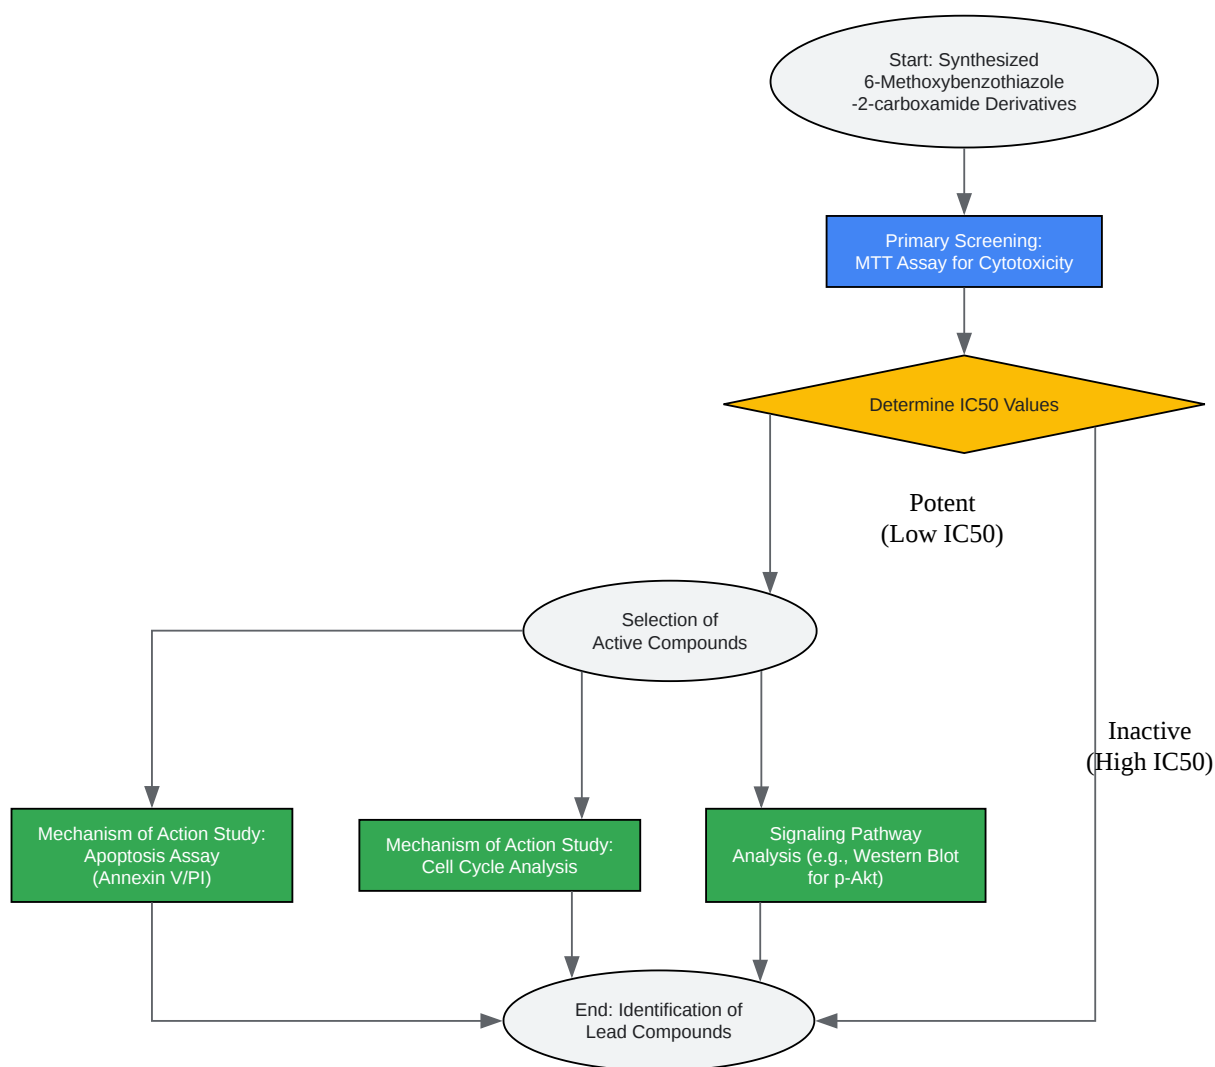 Start: Synthesized
6-Methoxybenzothiazole
-2-carboxamide Derivatives
Primary Screening:
MTT Assay for Cytotoxicity
Determine IC50 Values
Potent
(Low IC50)
Selection of
Active Compounds
Inactive
(High IC50)
Mechanism of Action Study:
Apoptosis Assay
(Annexin V/PI)
Mechanism of Action Study:
Cell Cycle Analysis
Signaling Pathway
Analysis (e.g., Western Blot
for p-Akt)
End: Identification of
Lead Compounds